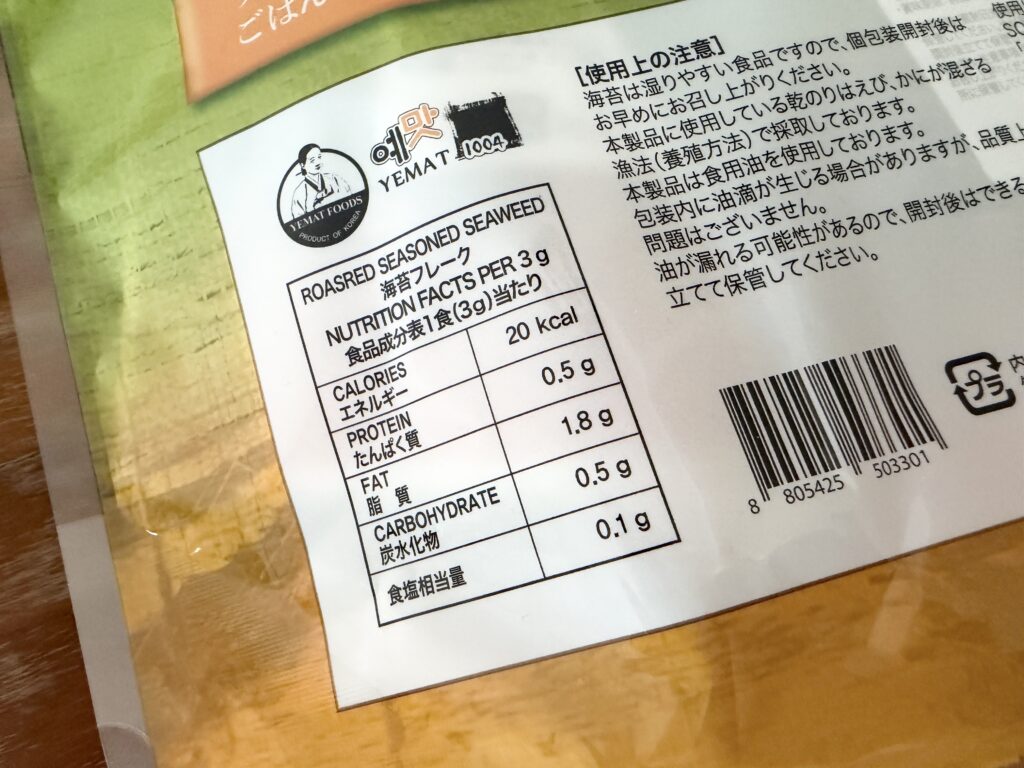 ごはん
예맛
YEMAT
1004
YEMAT FOODS
PRODUCT OF KOREA
ROASRED SEASONED SEAWEED
海苔フレーク
NUTRITION FACTS PER 3 g
食品成分表1食(3g)当たり
CALORIES 20 kcal
エネルギー
PROTEIN 0.5 g
たんぱく質
FAT 1.8 g
脂 質
CARBOHYDRATE 0.5 g
炭水化物
食塩相当量 0.1 g
【使用上の注意】
海苔は湿りやすい食品ですので、個包装開封後は
お早めにお召し上がりください。
本製品に使用している乾のりはえび、かにが混ざる
漁法(養殖方法)で採取しております。
本製品は食用油を使用しております。
包装内に油滴が生じる場合がありますが、品質上
問題はございません。
油が漏れる可能性があるので、開封後はできる
立てて保管してください。
使用
プラ
8 805425 503301